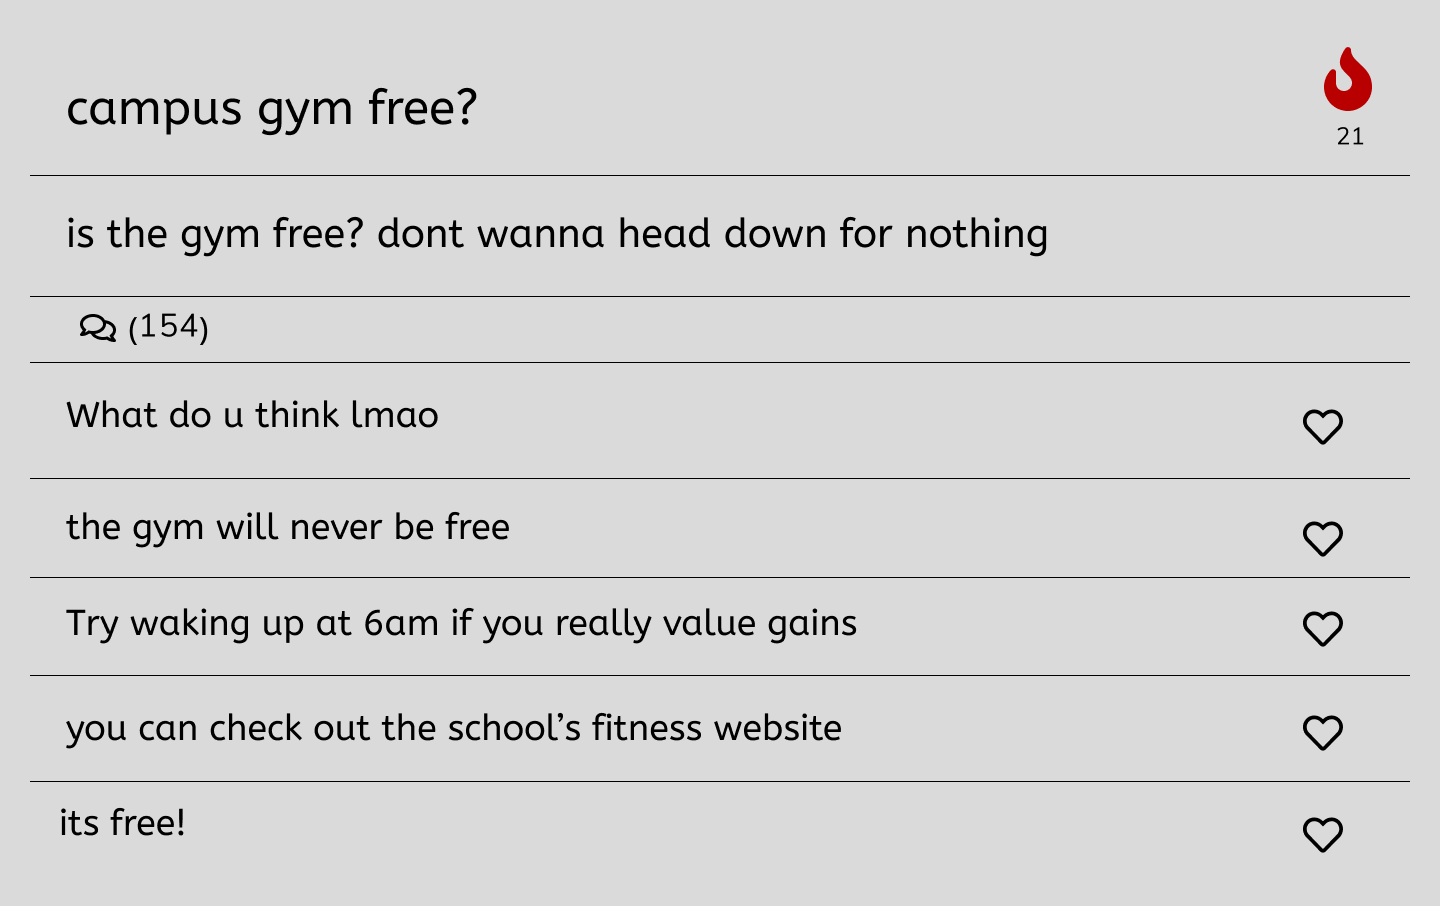 campus gym free?
21
is the gym free? dont wanna head down for nothing
(154)
What do u think lmao
the gym will never be free
Try waking up at 6am if you really value gains
you can check out the school’s fitness website
its free!